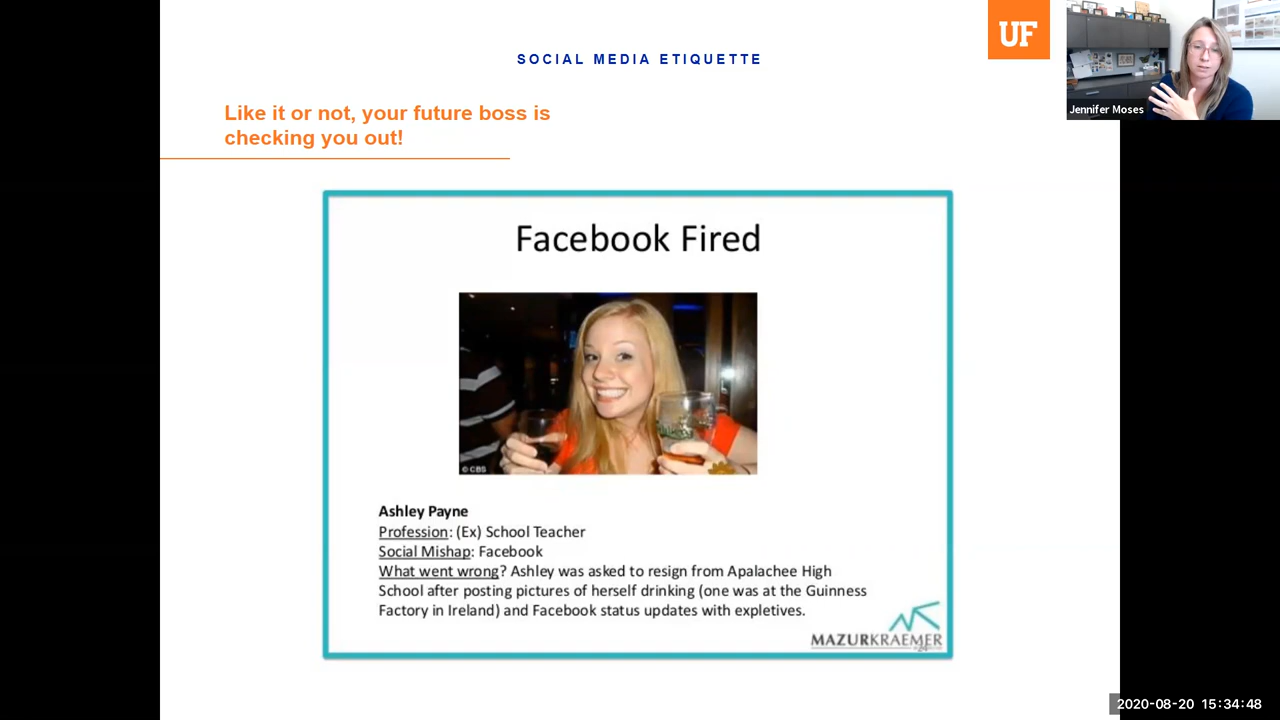 UF
SOCIAL MEDIA ETIQUETTE
Like it or not, your future boss is
checking you out!
Jennifer Moses
Facebook Fired
© CBS
Ashley Payne
Profession: (Ex) School Teacher
Social Mishap: Facebook
What went wrong? Ashley was asked to resign from Apalachee High
School after posting pictures of herself drinking (one was at the Guinness
Factory in Ireland) and Facebook status updates with expletives.
MAZURKRAEMER
2020-08-20 15:34:48